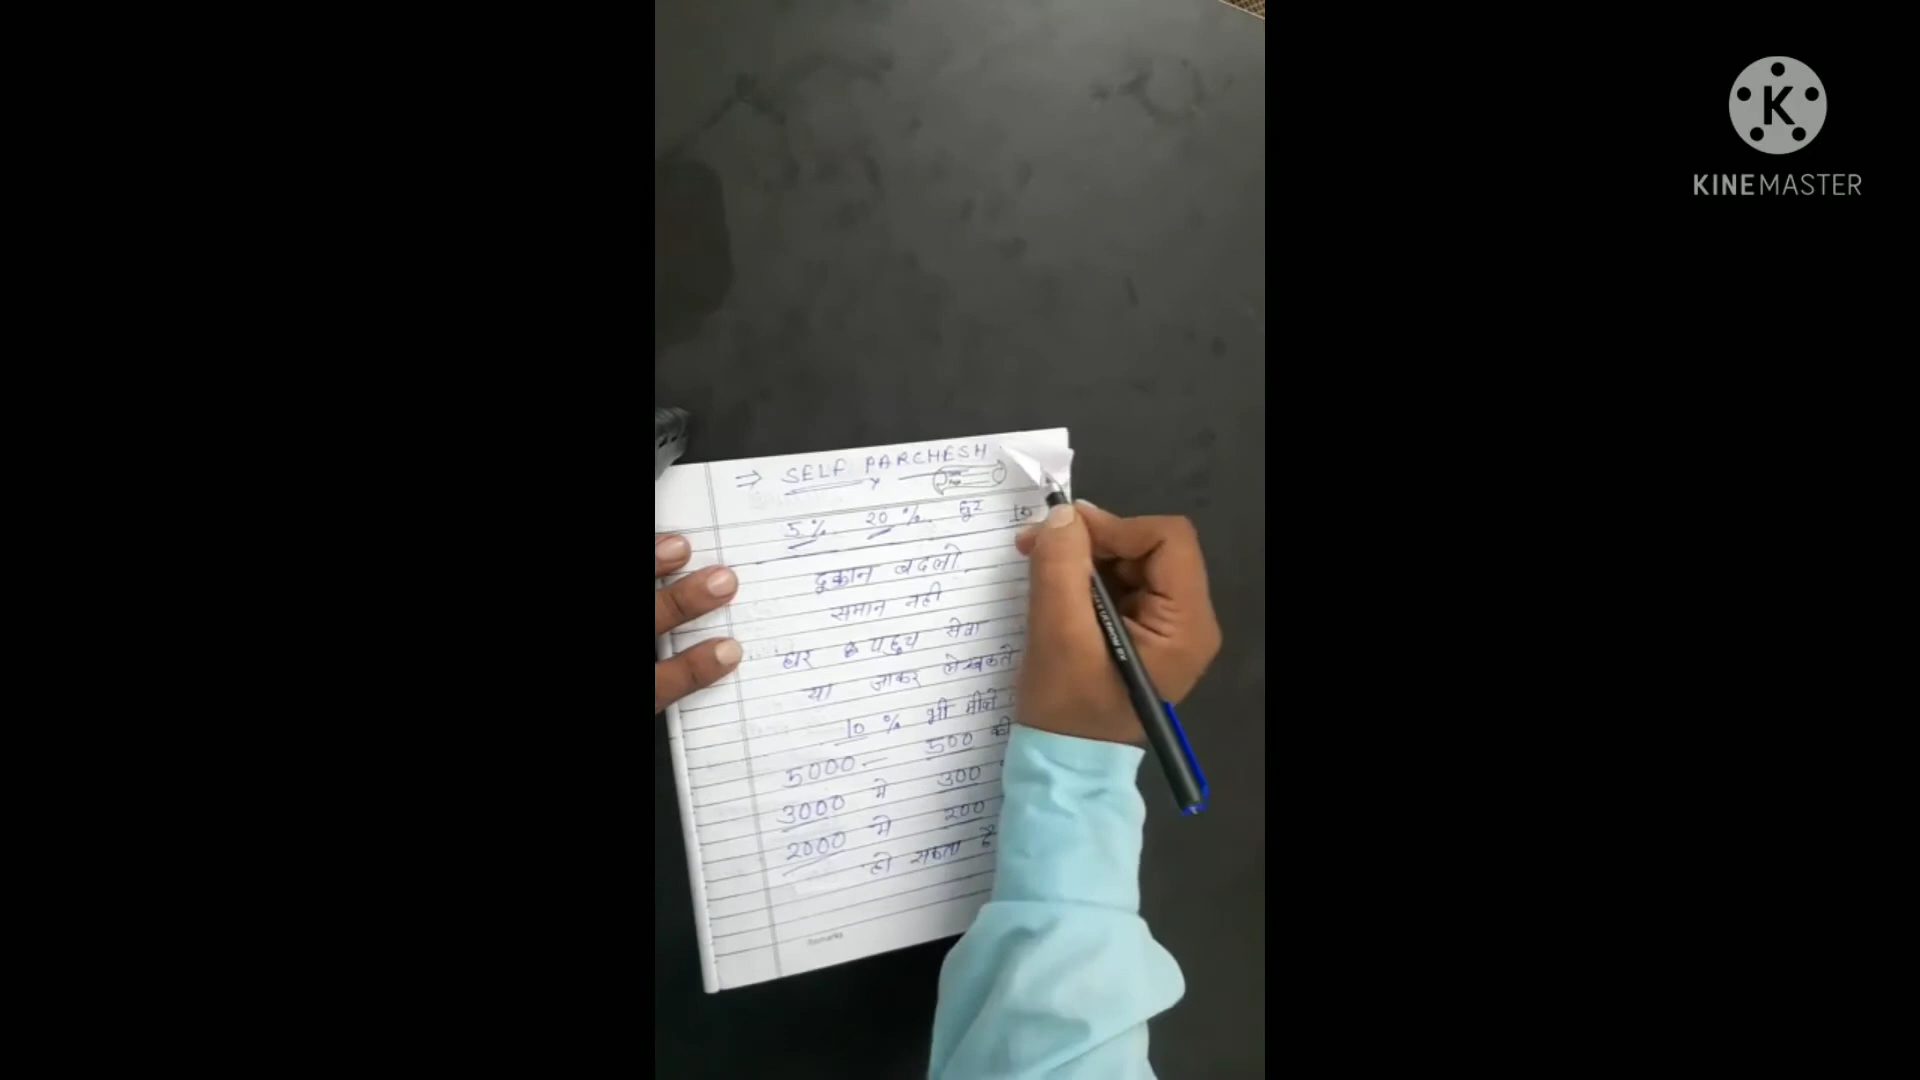 ⇒ SELF PARCHESH
5% 20% छुट 10
दुकान बदलो
समान नही
पहुच सेवा
या जाकर लेसकते
10 % भी मीले
5000 — 500 की
3000 मे 300
2000 मे 200
हो सकता है
Remarks
K
KINEMASTER